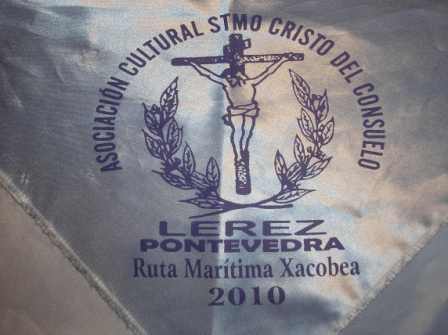 ASOCIACIÓN CULTURAL STMO CRISTO DEL CONSUELO
LEREZ
PONTEVEDRA
Ruta Marítima Xacobea
2010